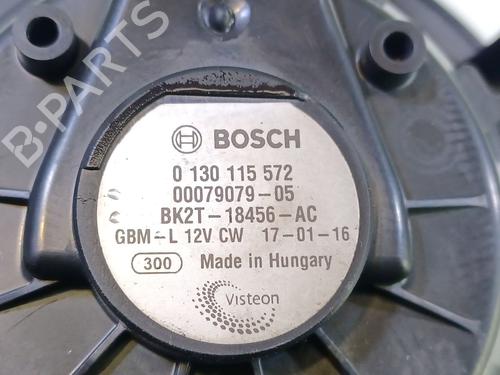 B-PARTS
BOSCH
0 130 115 572
00079079-05
BK2T-18456-AC
GBM-L 12V CW 17-01-16
300 Made in Hungary
Visteon